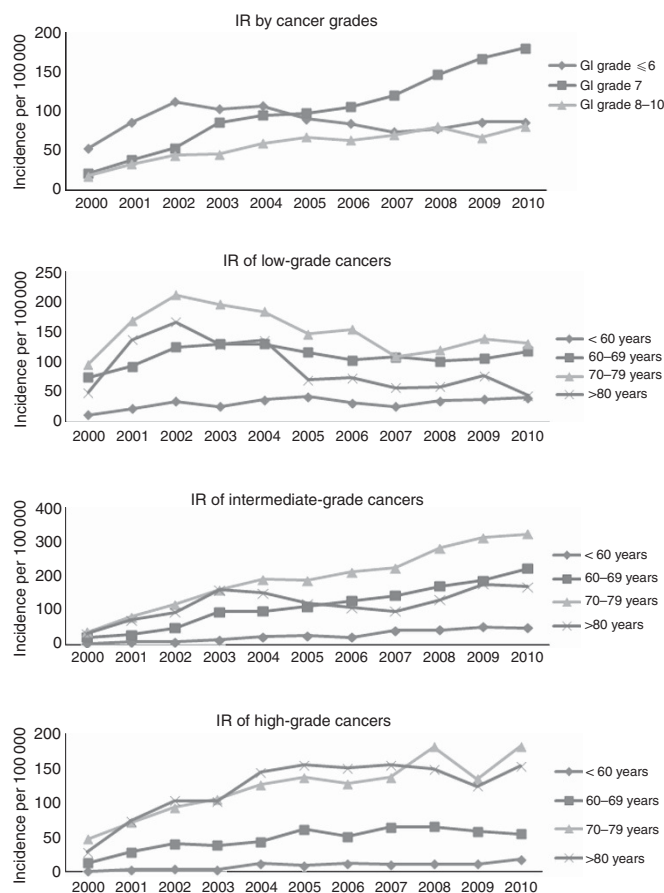 IR by cancer grades
Incidence per 100 000
200
150
100
50
0
2000 2001 2002 2003 2004 2005 2006 2007 2008 2009 2010
Gl grade ⩽6
Gl grade 7
Gl grade 8–10
IR of low-grade cancers
Incidence per 100 000
250
200
150
100
50
0
2000 2001 2002 2003 2004 2005 2006 2007 2008 2009 2010
< 60 years
60–69 years
70–79 years
>80 years
IR of intermediate-grade cancers
Incidence per 100 000
400
300
200
100
0
2000 2001 2002 2003 2004 2005 2006 2007 2008 2009 2010
< 60 years
60–69 years
70–79 years
>80 years
IR of high-grade cancers
Incidence per 100 000
200
150
100
50
0
2000 2001 2002 2003 2004 2005 2006 2007 2008 2009 2010
< 60 years
60–69 years
70–79 years
>80 years